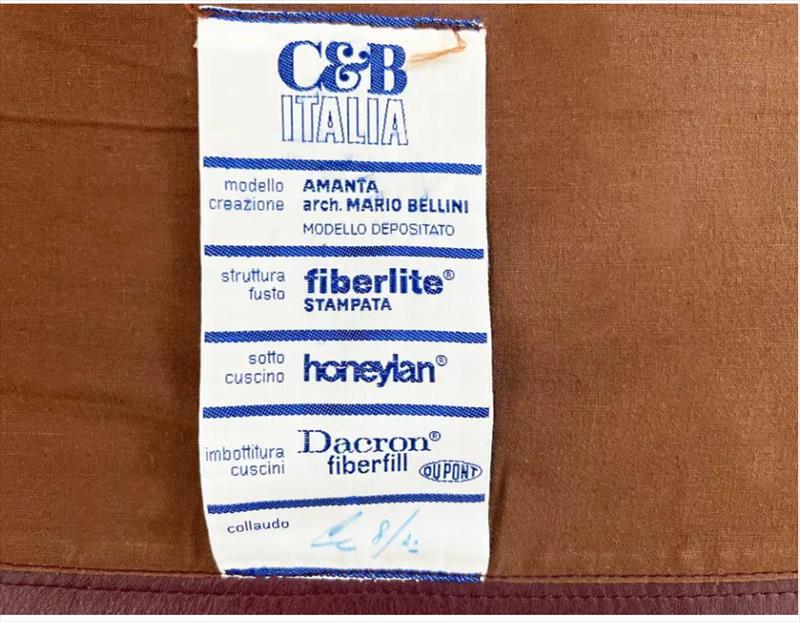 C&B
ITALIA
modello AMANTA
creazione arch. MARIO BELLINI
MODELLO DEPOSITATO
struttura fusto fiberlite®
STAMPATA
sotto cuscino honeylan®
imbottitura cuscini Dacron®
fiberfill DUPONT
collaudo 8/